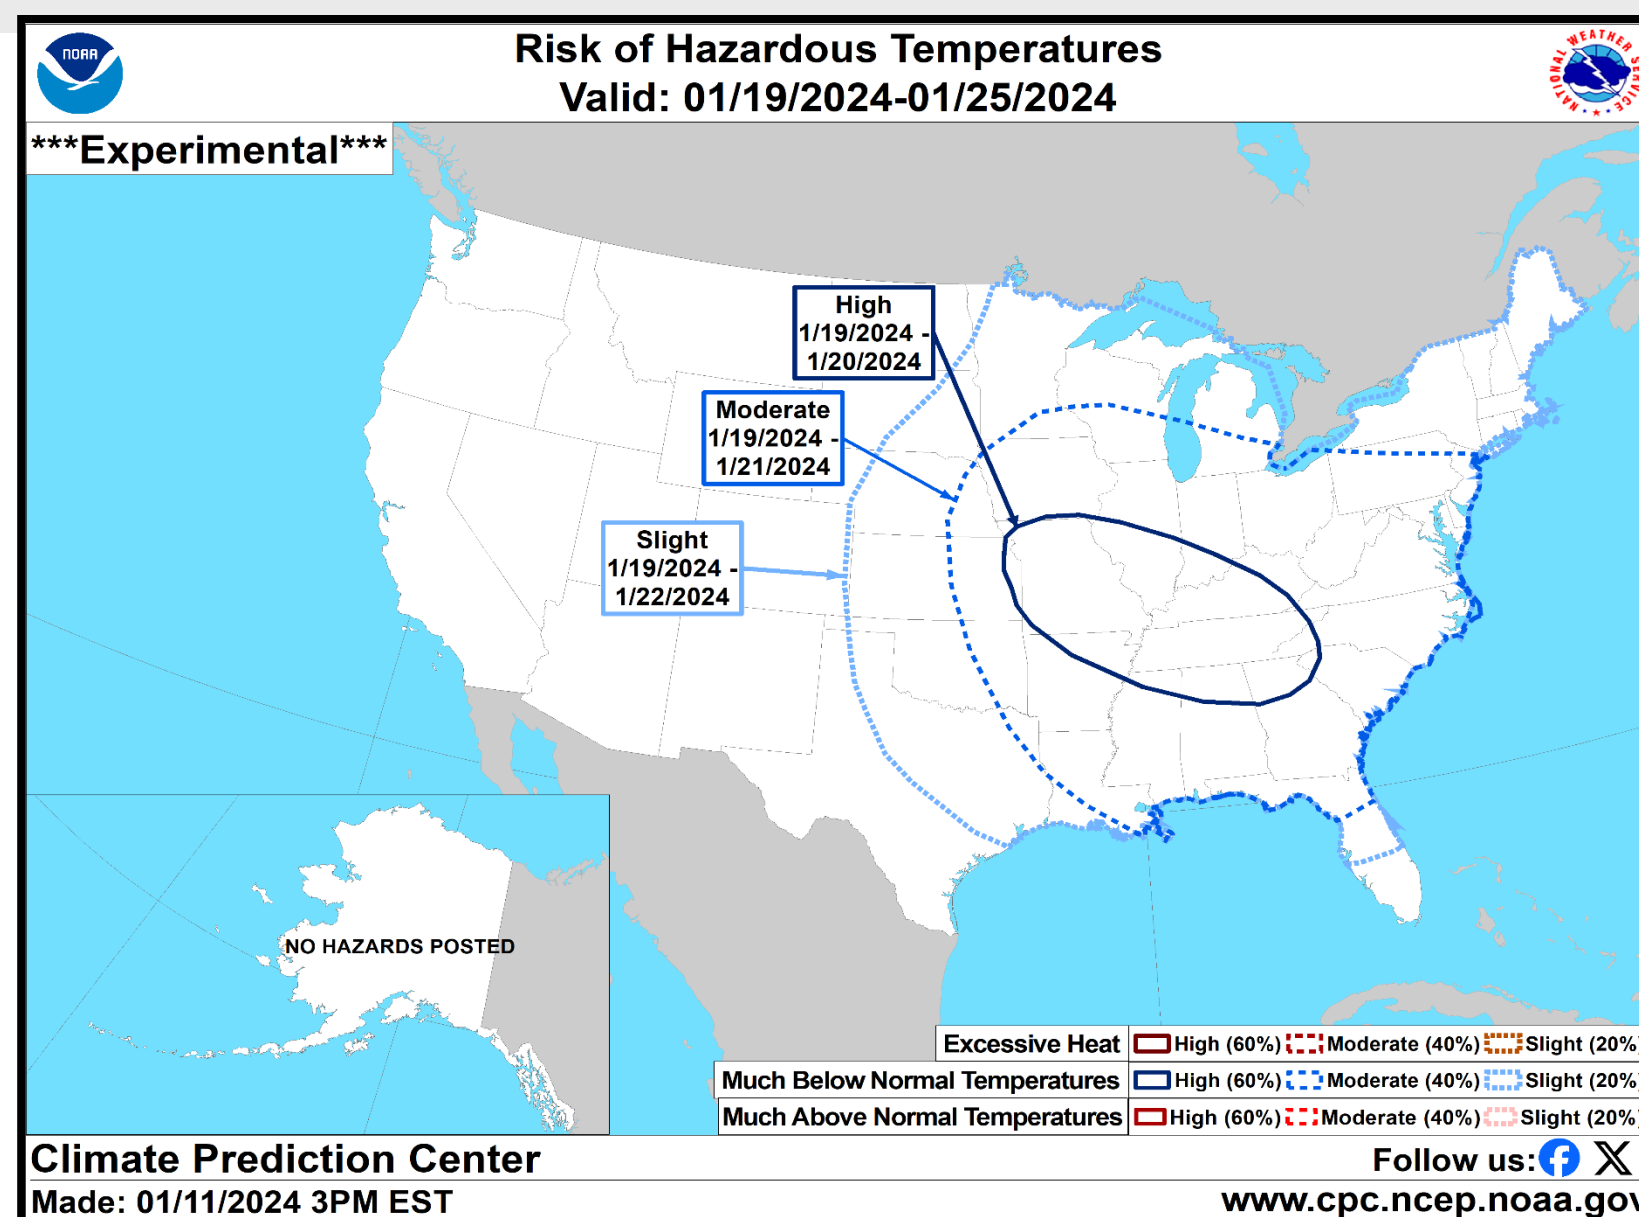 NOAA
Risk of Hazardous Temperatures
Valid: 01/19/2024-01/25/2024
NATIONAL WEATHER SERVICE
***Experimental***
High
1/19/2024 -
1/20/2024
Moderate
1/19/2024 -
1/21/2024
Slight
1/19/2024 -
1/22/2024
NO HAZARDS POSTED
Excessive Heat High (60%) Moderate (40%) Slight (20%)
Much Below Normal Temperatures High (60%) Moderate (40%) Slight (20%)
Much Above Normal Temperatures High (60%) Moderate (40%) Slight (20%)
Climate Prediction Center
Follow us:
Made: 01/11/2024 3PM EST
www.cpc.ncep.noaa.gov